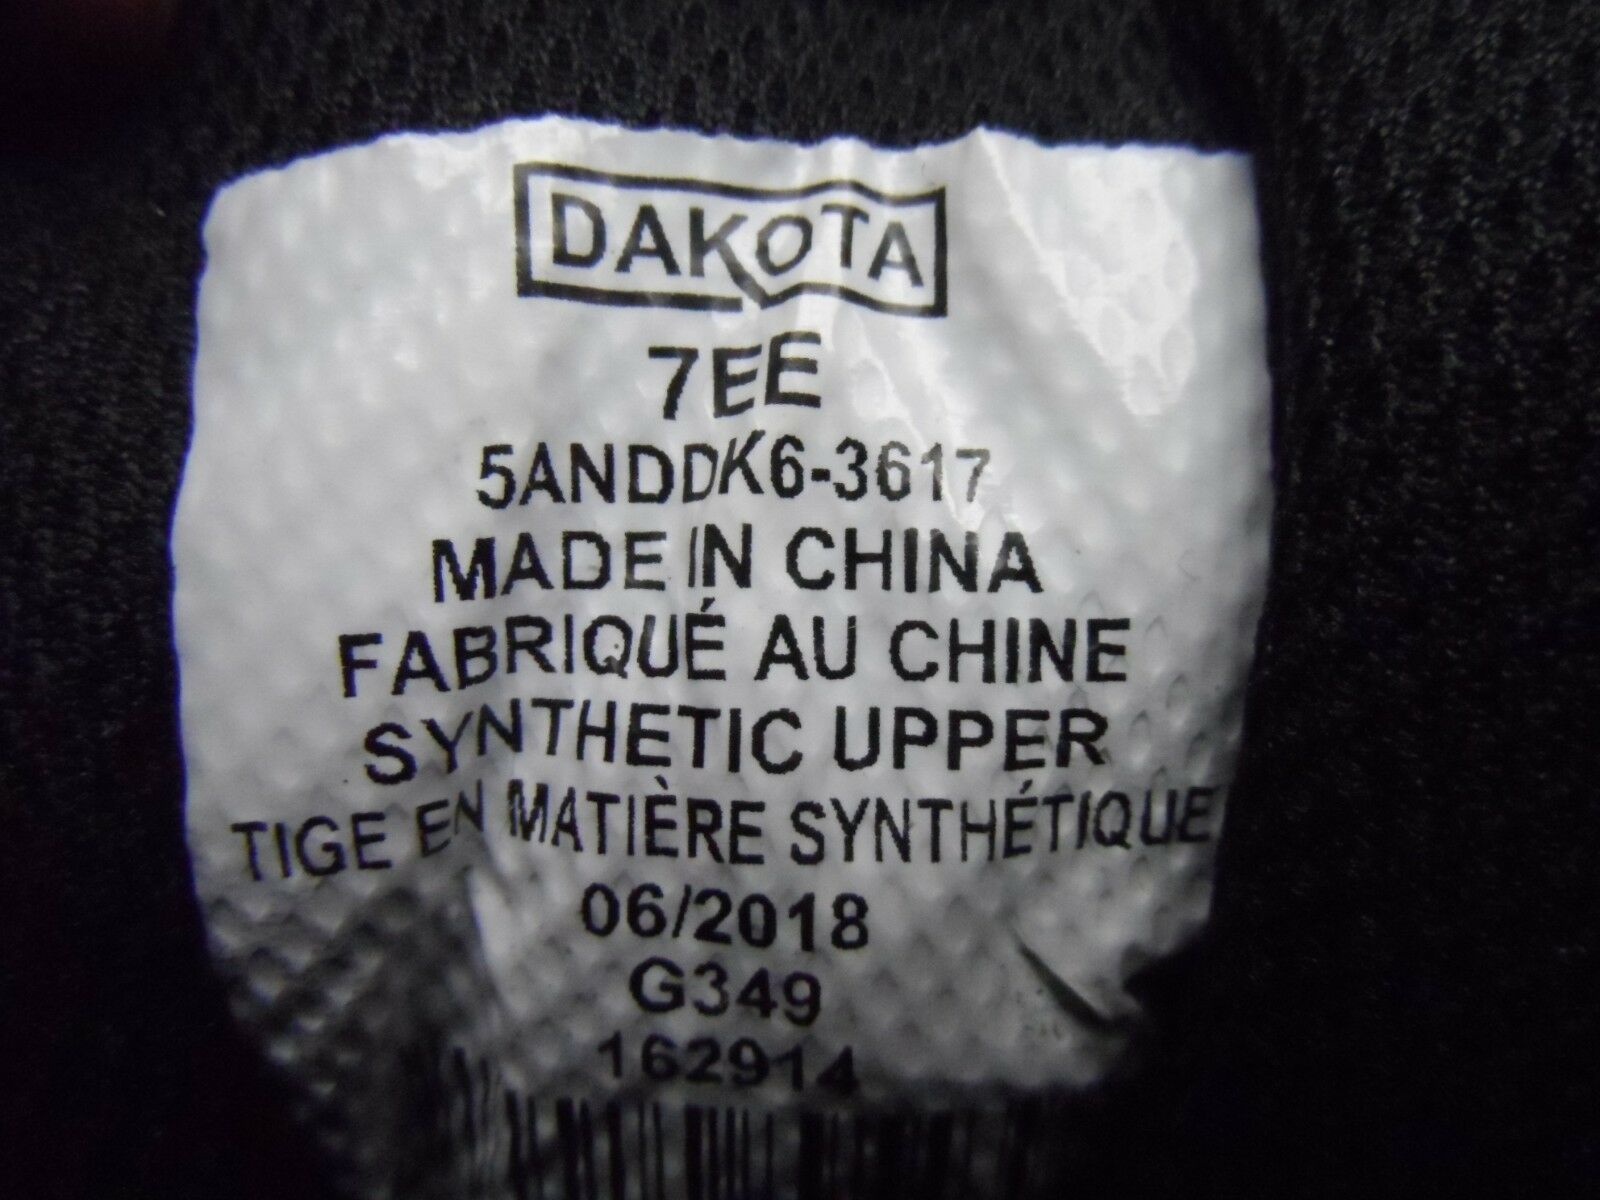 DAKOTA
7EE
5ANDDK6-3617
MADE IN CHINA
FABRIQUÉ AU CHINE
SYNTHETIC UPPER
TIGE EN MATIÈRE SYNTHÉTIQUE
06/2018
G349
162914